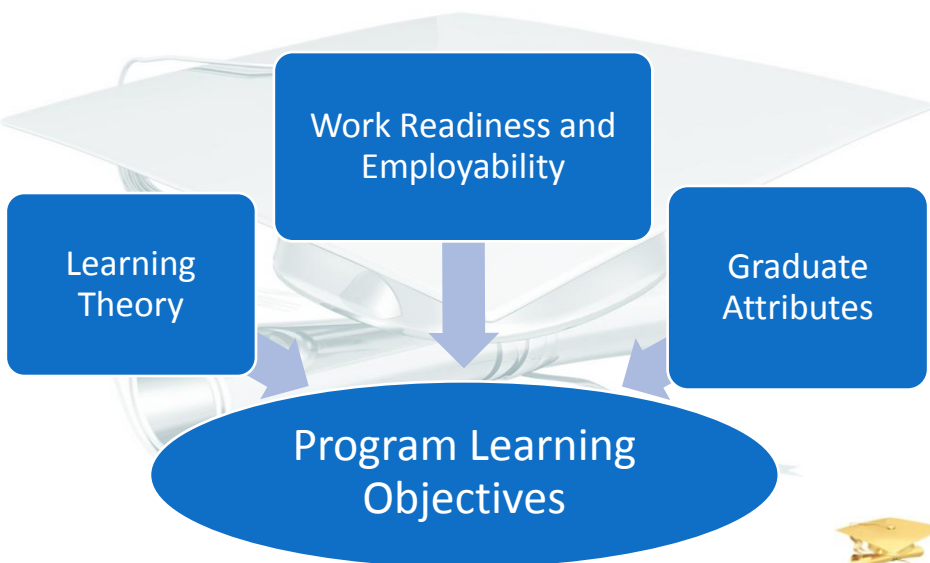 Work Readiness and
Employability
Learning
Theory
Graduate
Attributes
Program Learning
Objectives